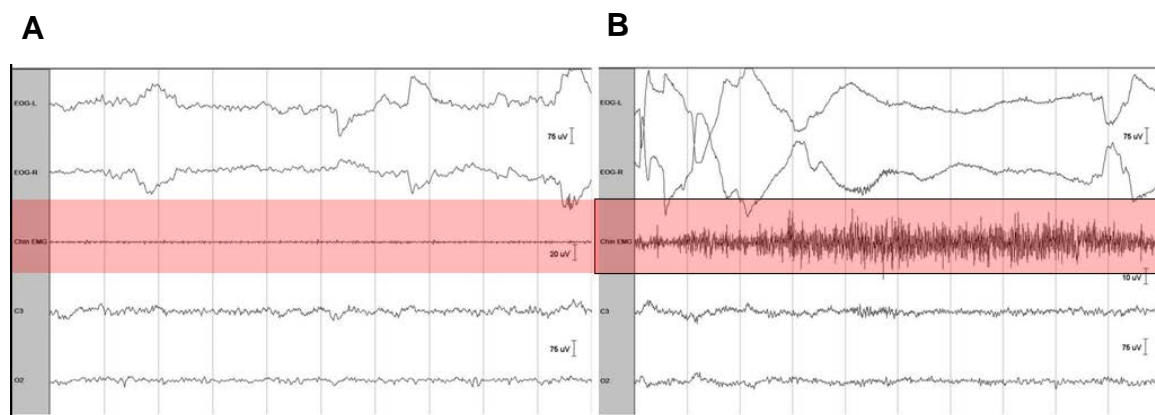 A
B
EOG-L
75 uV
EOG-R
Chin EMG
20 uV
C3
75 uV
O2
EOG-L
75 uV
EOG-R
Chin EMG
10 uV
C3
75 uV
O2